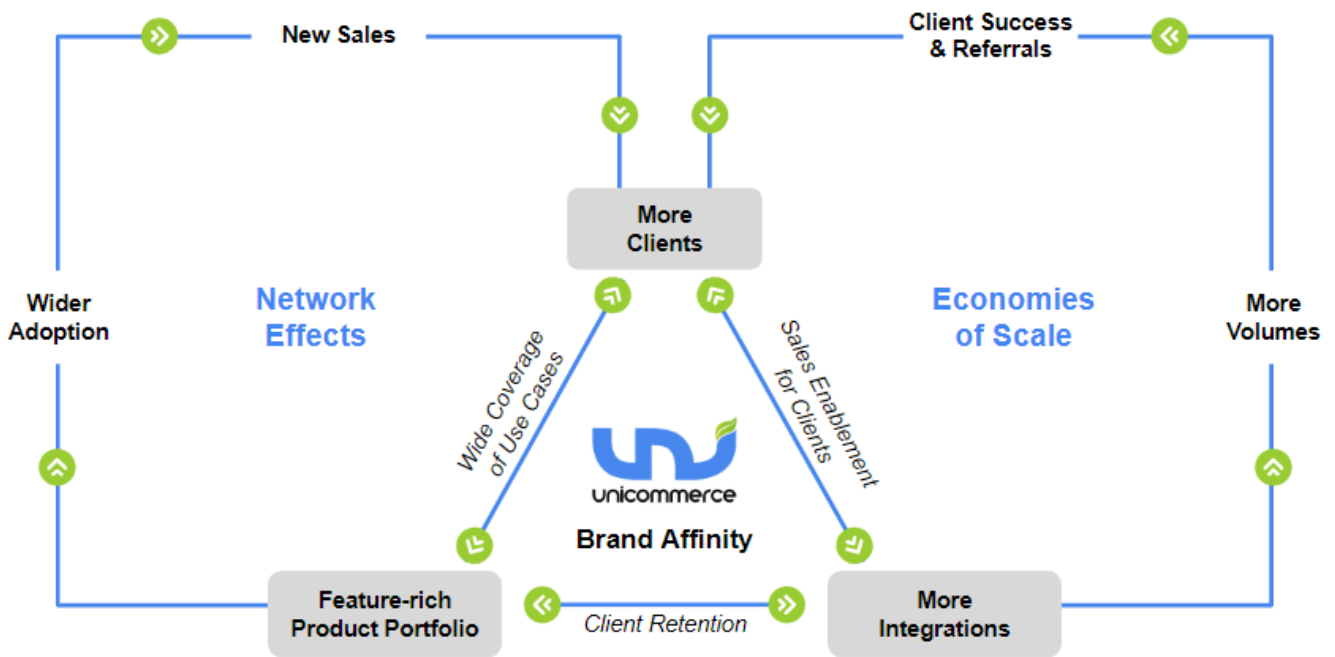 New Sales
Client Success
& Referrals
More
Clients
Wider
Adoption
Network
Effects
Economies
of Scale
More
Volumes
Wide Coverage
of Use Cases
Sales Enablement
for Clients
unicommerce
Brand Affinity
Feature-rich
Product Portfolio
Client Retention
More
Integrations